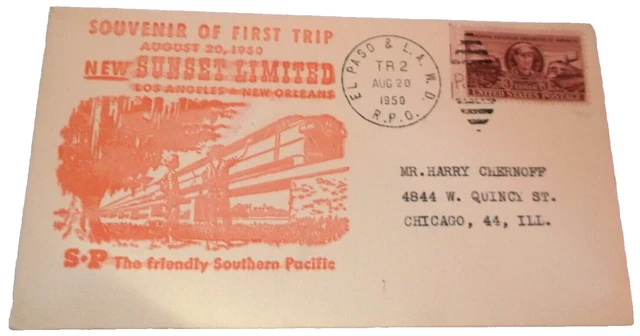 SOUVENIR OF FIRST TRIP
AUGUST 20, 1950
NEW SUNSET LIMITED
LOS ANGELES & NEW ORLEANS
S·P The friendly Southern Pacific
EL PASO & L.A. W.D.
TR 2
AUG 20
1950
R.P.O.
UNITED STATES POSTAGE
MR. HARRY CHERNOFF
4844 W. QUINCY ST.
CHICAGO, 44, ILL.